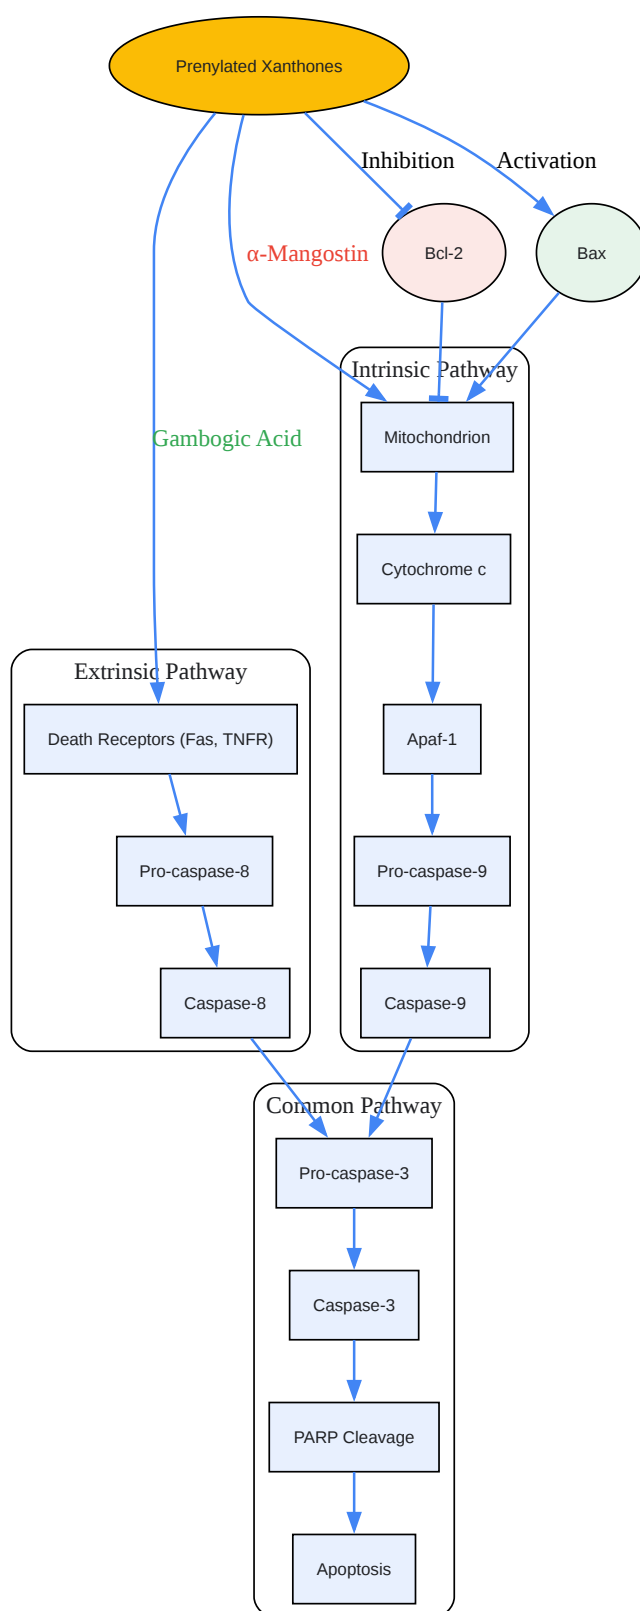 Prenylated Xanthones
Inhibition
Activation
α-Mangostin
Bcl-2
Bax
Intrinsic Pathway
Mitochondrion
Gambogic Acid
Cytochrome c
Extrinsic Pathway
Death Receptors (Fas, TNFR)
Apaf-1
Pro-caspase-8
Pro-caspase-9
Caspase-8
Caspase-9
Common Pathway
Pro-caspase-3
Caspase-3
PARP Cleavage
Apoptosis